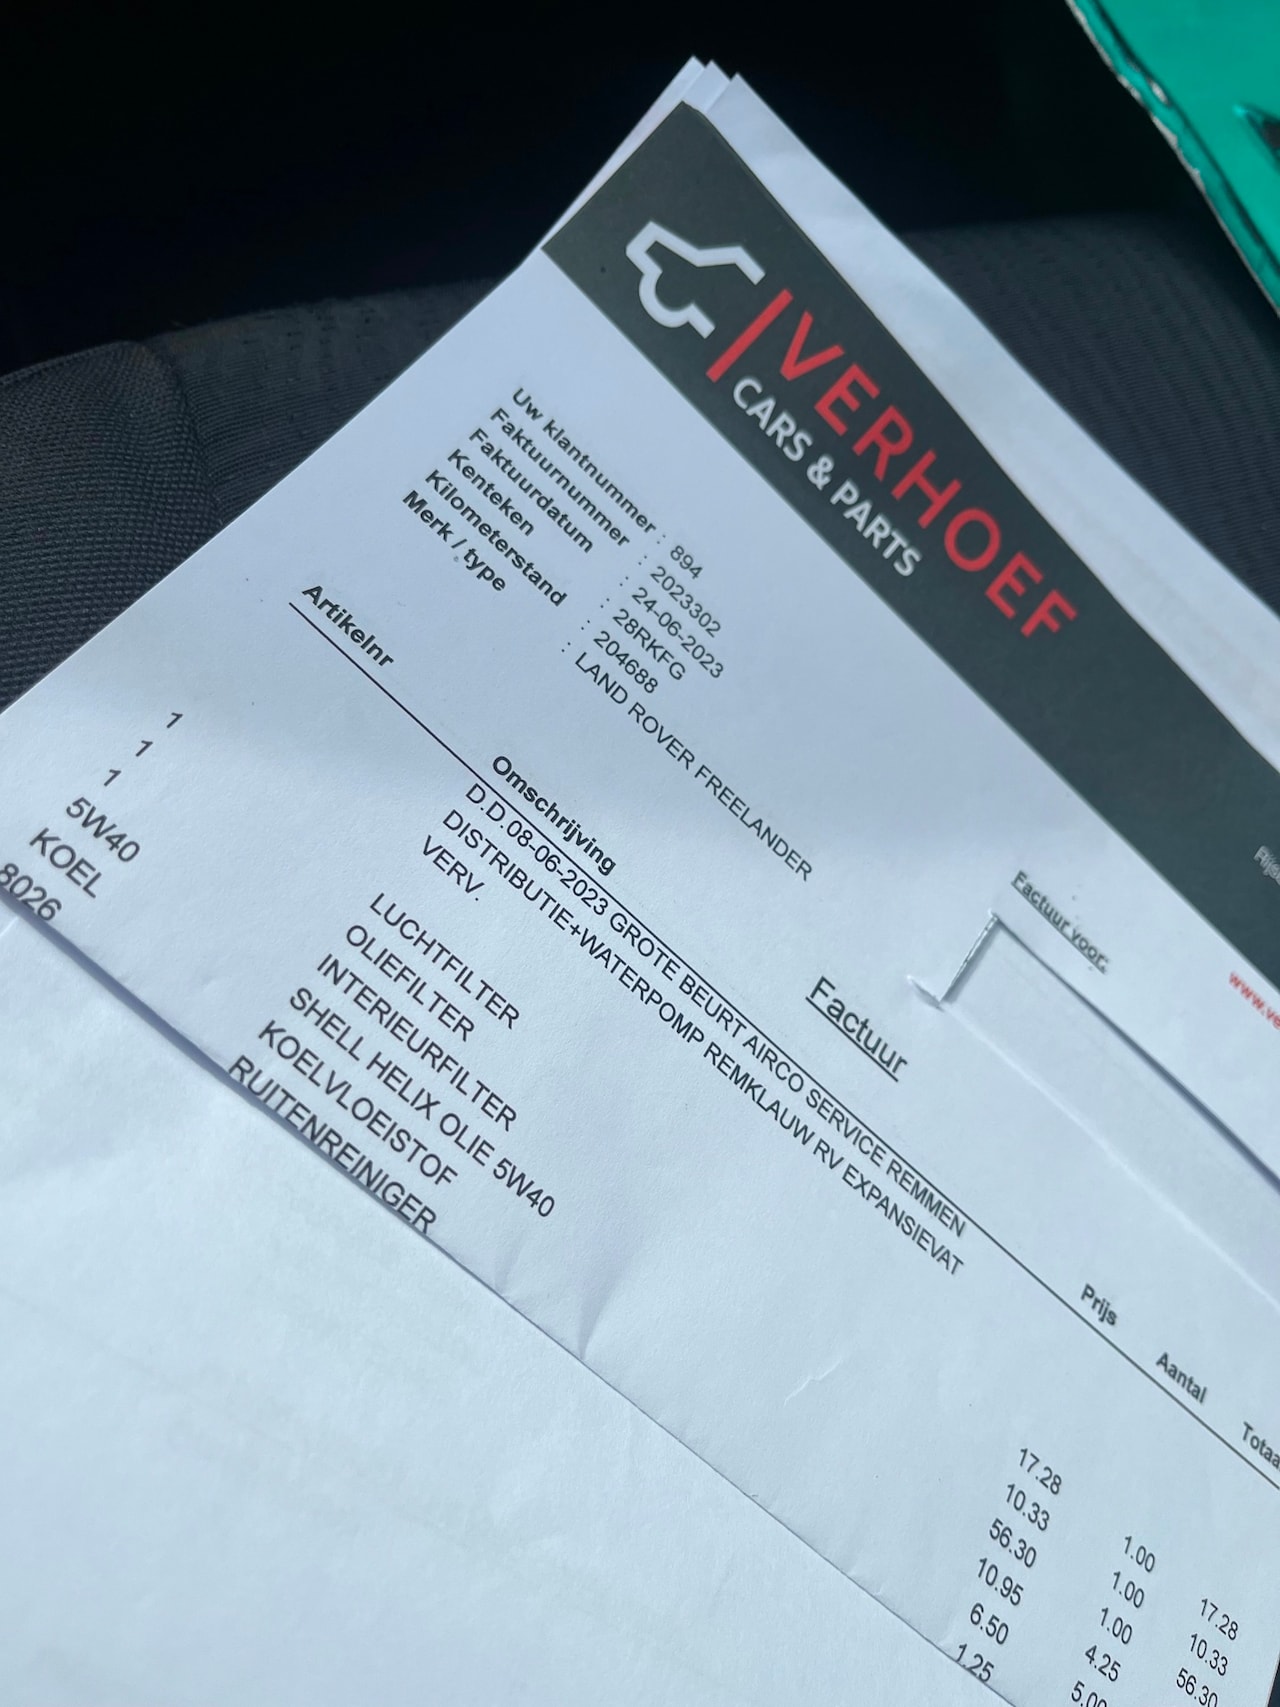 VERHOEF
CARS & PARTS
Uw klantnummer : 894
Faktuurnummer : 2023302
Faktuurdatum : 24-06-2023
Kenteken : 28RKFG
Kilometerstand : 204688
Merk / type : LAND ROVER FREELANDER
Factuur voor:
Factuur
Artikelnr Omschrijving Prijs Aantal
D.D.08-06-2023 GROTE BEURT AIRCO SERVICE REMMEN
DISTRIBUTIE+WATERPOMP REMKLAUW RV EXPANSIEVAT
VERV.
1 LUCHTFILTER 17.28 1.00 17.28
1 OLIEFILTER 10.33 1.00 10.33
1 INTERIEURFILTER 56.30 1.00 56.30
5W40 SHELL HELIX OLIE 5W40 10.95 4.25
KOEL KOELVLOEISTOF 6.50 5.00
8026 RUITENREINIGER 1.25